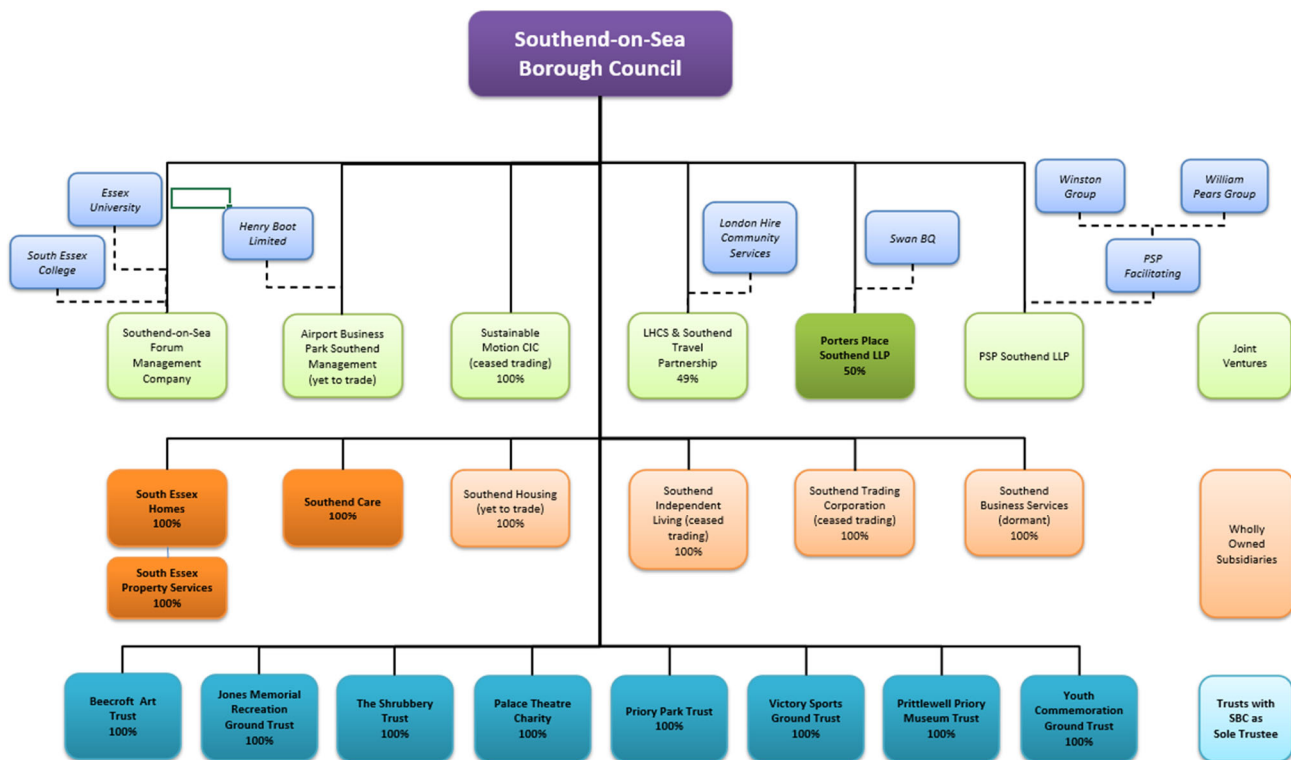 Southend-on-Sea
Borough Council
Essex
University
South Essex
College
Henry Boot
Limited
London Hire
Community
Services
Swan BQ
Winston
Group
William
Pears Group
PSP
Facilitating
Southend-on-Sea
Forum
Management
Company
Airport Business
Park Southend
Management
(yet to trade)
Sustainable
Motion CIC
(ceased trading)
100%
LHCS & Southend
Travel
Partnership
49%
Porters Place
Southend LLP
50%
PSP Southend LLP
Joint
Ventures
South Essex
Homes
100%
South Essex
Property Services
100%
Southend Care
100%
Southend Housing
(yet to trade)
100%
Southend
Independent
Living (ceased
trading)
100%
Southend Trading
Corporation
(ceased trading)
100%
Southend
Business Services
(dormant)
100%
Wholly
Owned
Subsidiaries
Beecroft Art
Trust
100%
Jones Memorial
Recreation
Ground Trust
100%
The Shrubbery
Trust
100%
Palace Theatre
Charity
100%
Priory Park Trust
100%
Victory Sports
Ground Trust
100%
Prittlewell Priory
Museum Trust
100%
Youth
Commemoration
Ground Trust
100%
Trusts with
SBC as
Sole Trustee